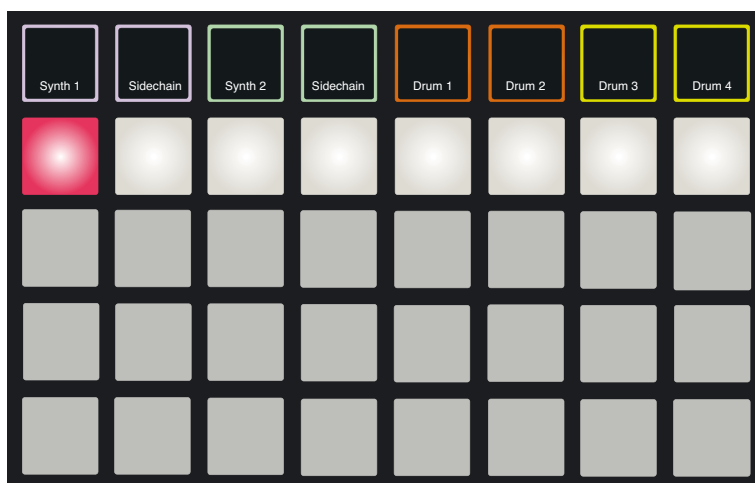 Synth 1
Sidechain
Synth 2
Sidechain
Drum 1
Drum 2
Drum 3
Drum 4